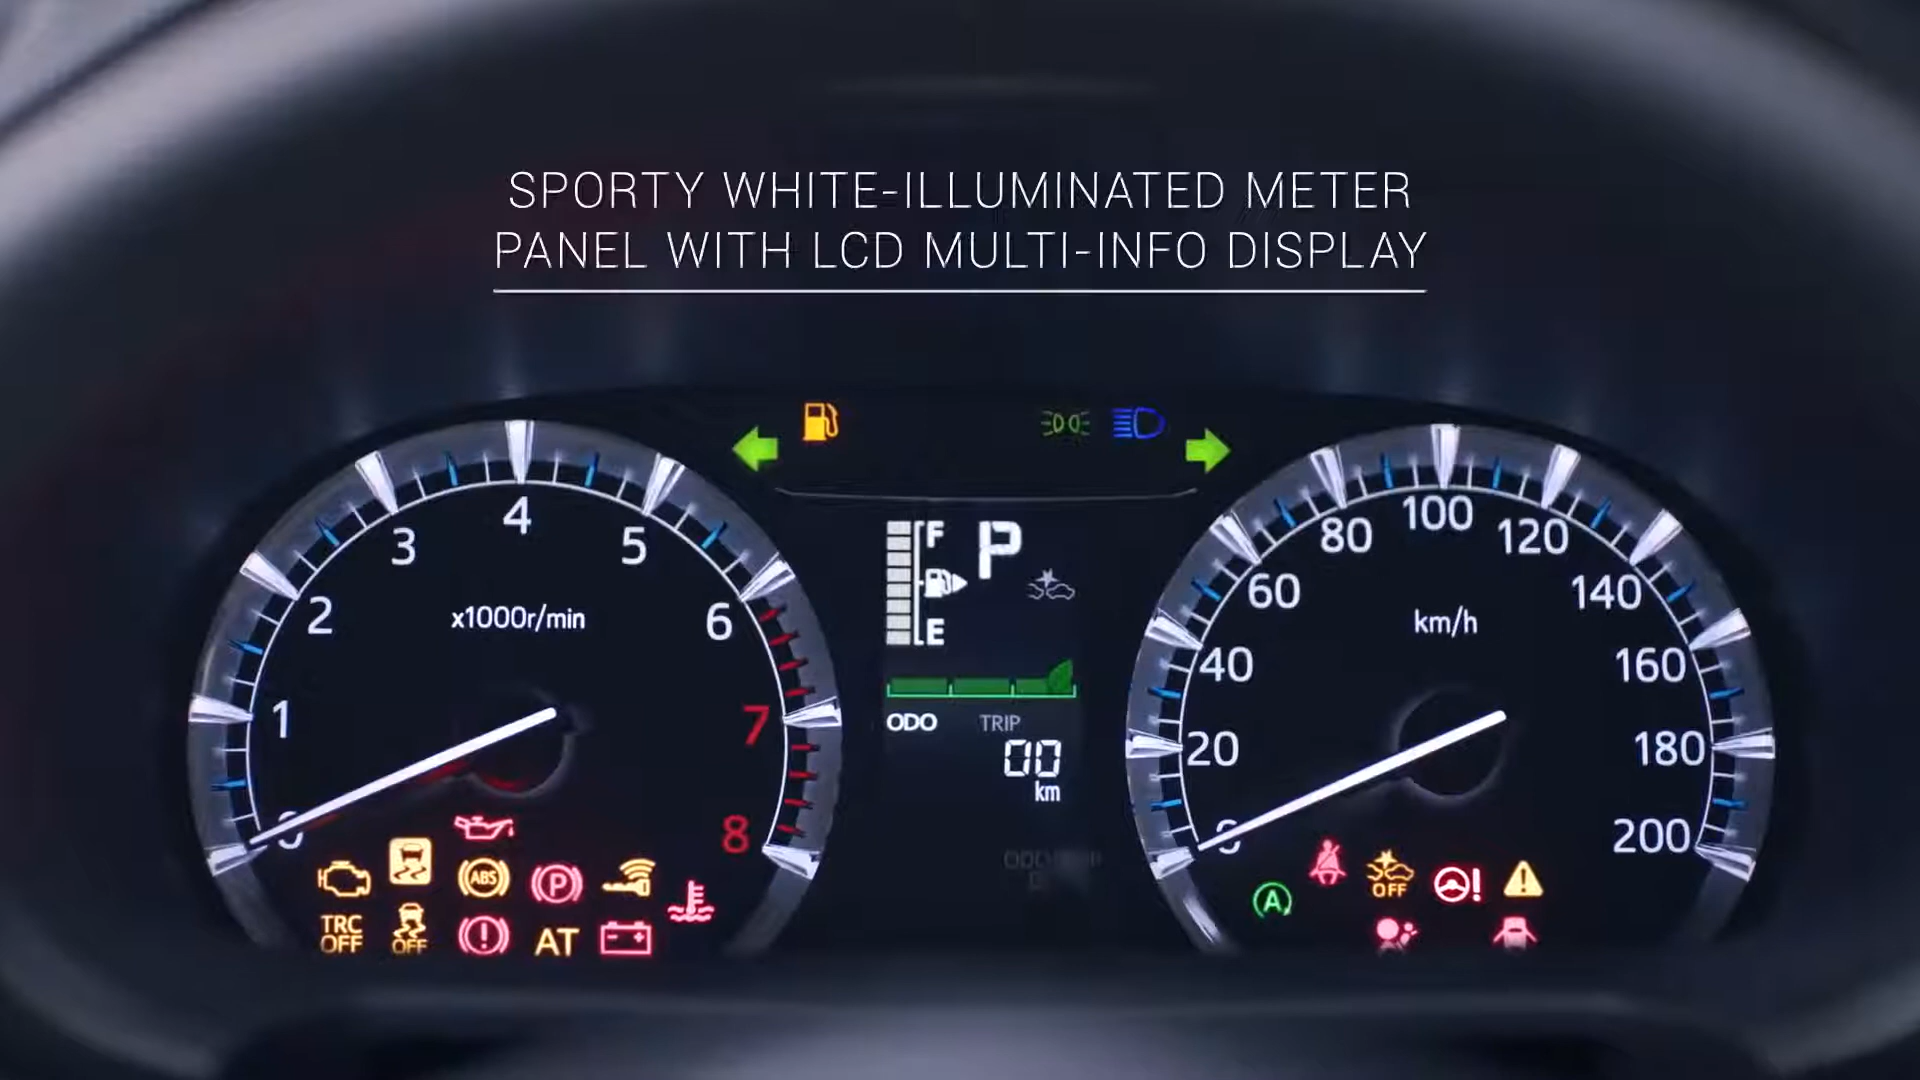 SPORTY WHITE-ILLUMINATED METER
PANEL WITH LCD MULTI-INFO DISPLAY
4
3
5
2
6
1
7
8
x1000r/min
TRC
OFF
OFF
ABS
P
AT
F
E
P
ODO
TRIP
00
km
100
80
120
60
140
km/h
40
160
20
180
200
A
OFF